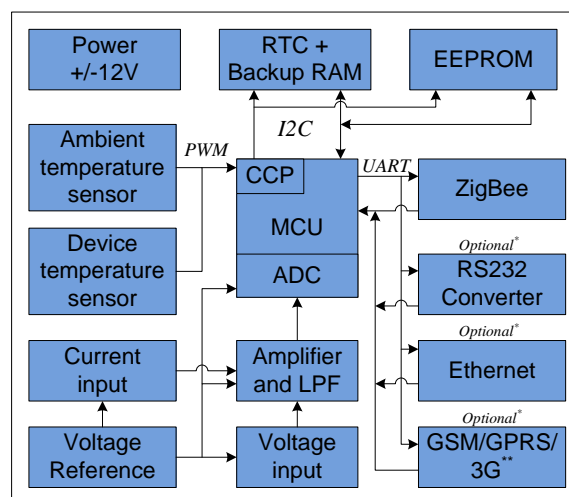 Power
+/-12V
RTC +
Backup RAM
EEPROM
I2C
Ambient
temperature
sensor
PWM
CCP
MCU
ADC
UART
ZigBee
Device
temperature
sensor
Optional*
RS232
Converter
Current
input
Amplifier
and LPF
Optional*
Ethernet
Voltage
Reference
Voltage
input
Optional*
GSM/GPRS/
3G**